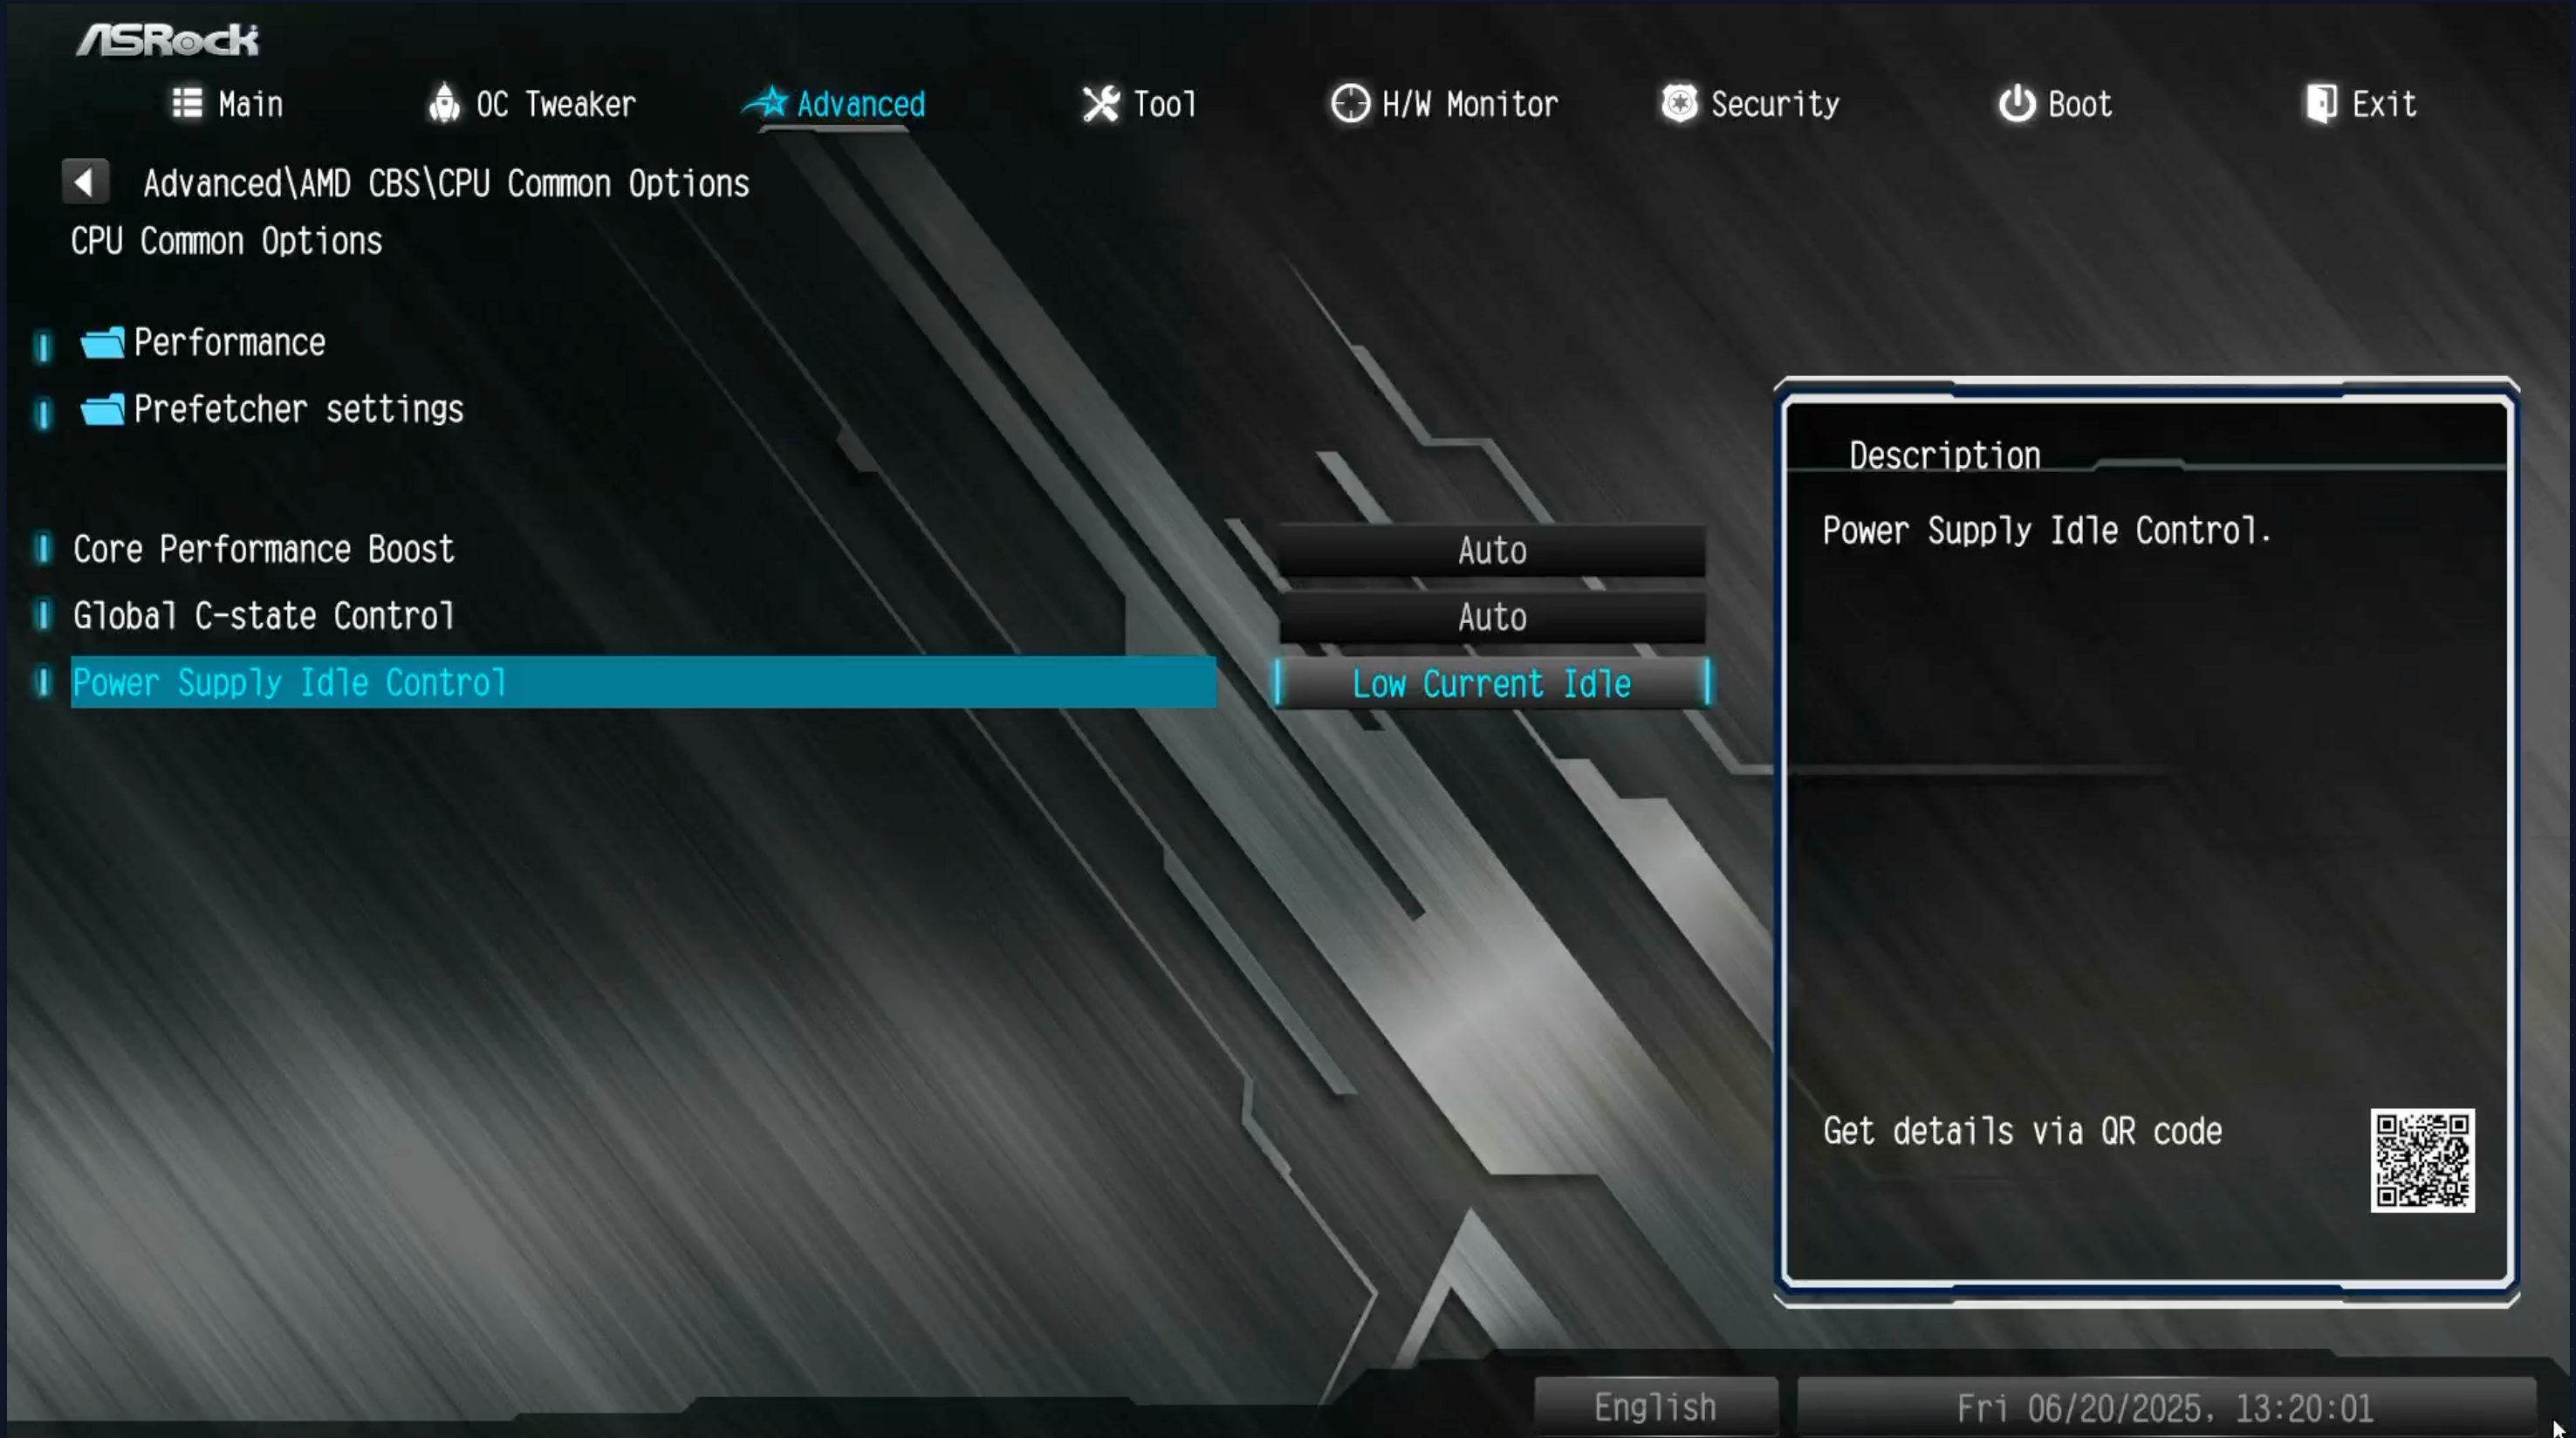 ASRock
Main OC Tweaker Advanced Tool H/W Monitor Security Boot Exit
Advanced\AMD CBS\CPU Common Options
CPU Common Options
Performance
Prefetcher settings
Core Performance Boost Auto
Global C-state Control Auto
Power Supply Idle Control Low Current Idle
Description
Power Supply Idle Control.
Get details via QR code
English Fri 06/20/2025, 13:20:01